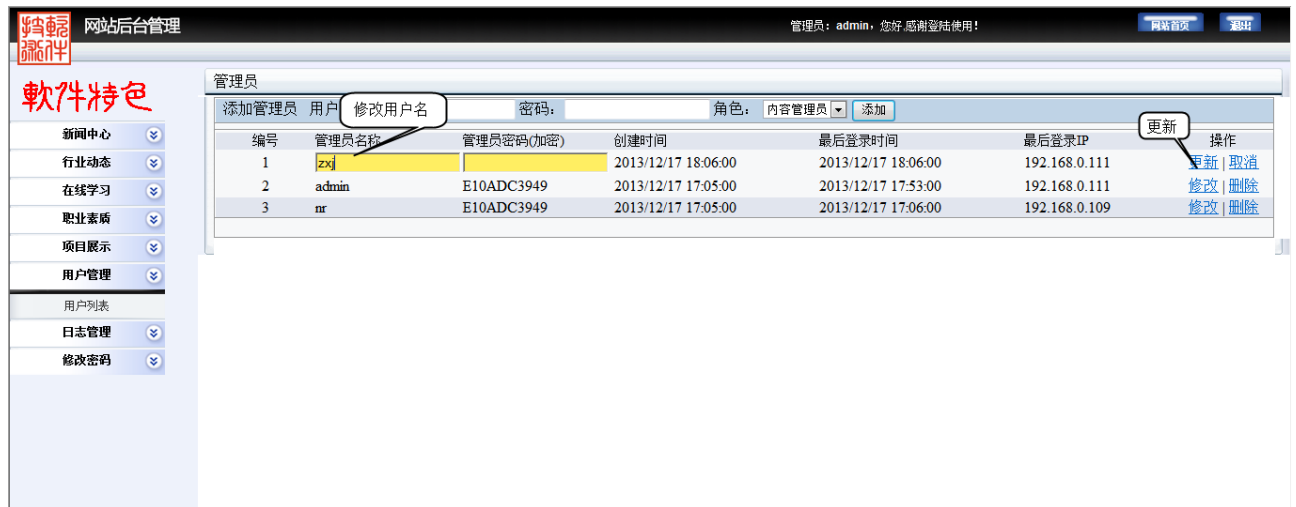 网站后台管理
管理员：admin，您好,感谢登陆使用！
网站首页
退出
軟件特色
管理员
添加管理员 用户
修改用户名
密码：
角色：
内容管理员
添加
更新
新闻中心
行业动态
在线学习
职业素质
项目展示
用户管理
用户列表
日志管理
修改密码
编号 管理员名称 管理员密码(加密) 创建时间 最后登录时间 最后登录IP 操作
1 zxj 2013/12/17 18:06:00 2013/12/17 18:06:00 192.168.0.111 更新 | 取消
2 admin E10ADC3949 2013/12/17 17:05:00 2013/12/17 17:53:00 192.168.0.111 修改 | 删除
3 nr E10ADC3949 2013/12/17 17:05:00 2013/12/17 17:06:00 192.168.0.109 修改 | 删除